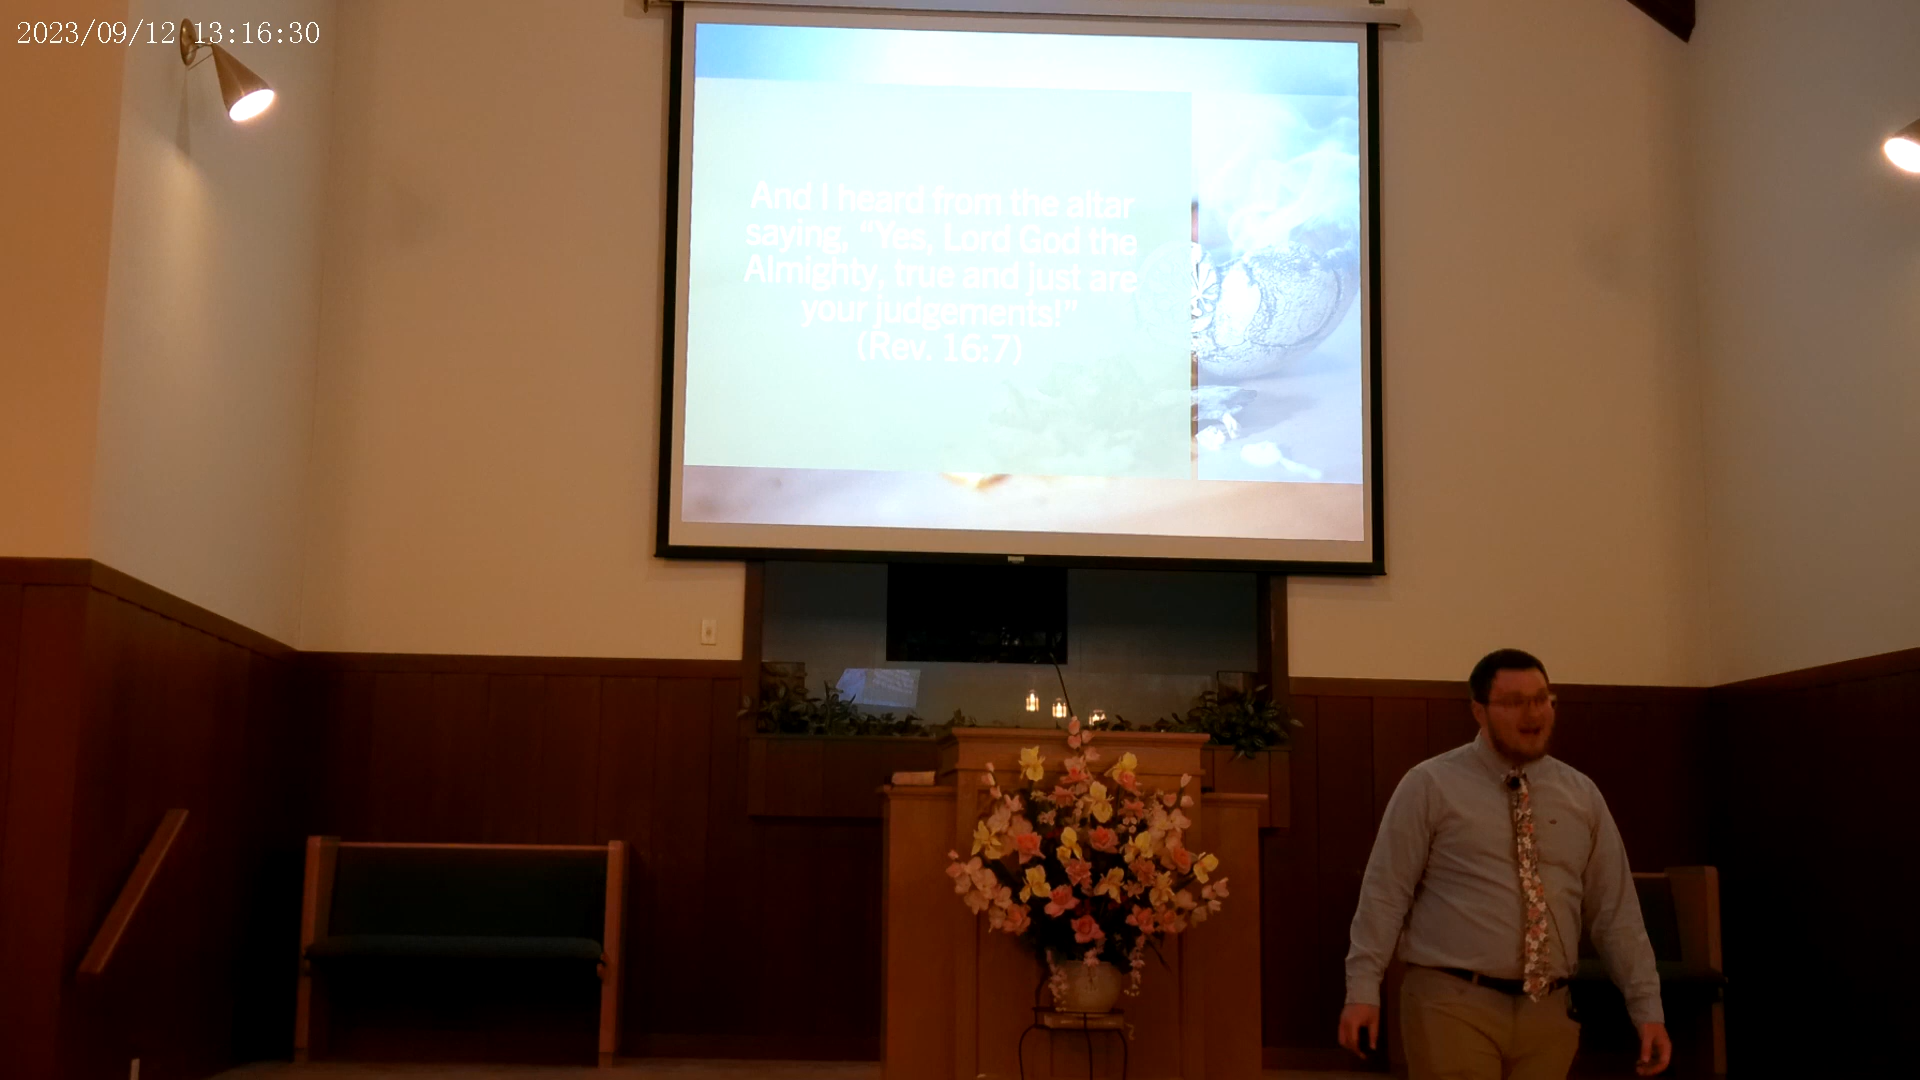 2023/09/12 13:16:30
And I heard from the altar
saying, “Yes, Lord God the
Almighty, true and just are
your judgements!”
(Rev. 16:7)